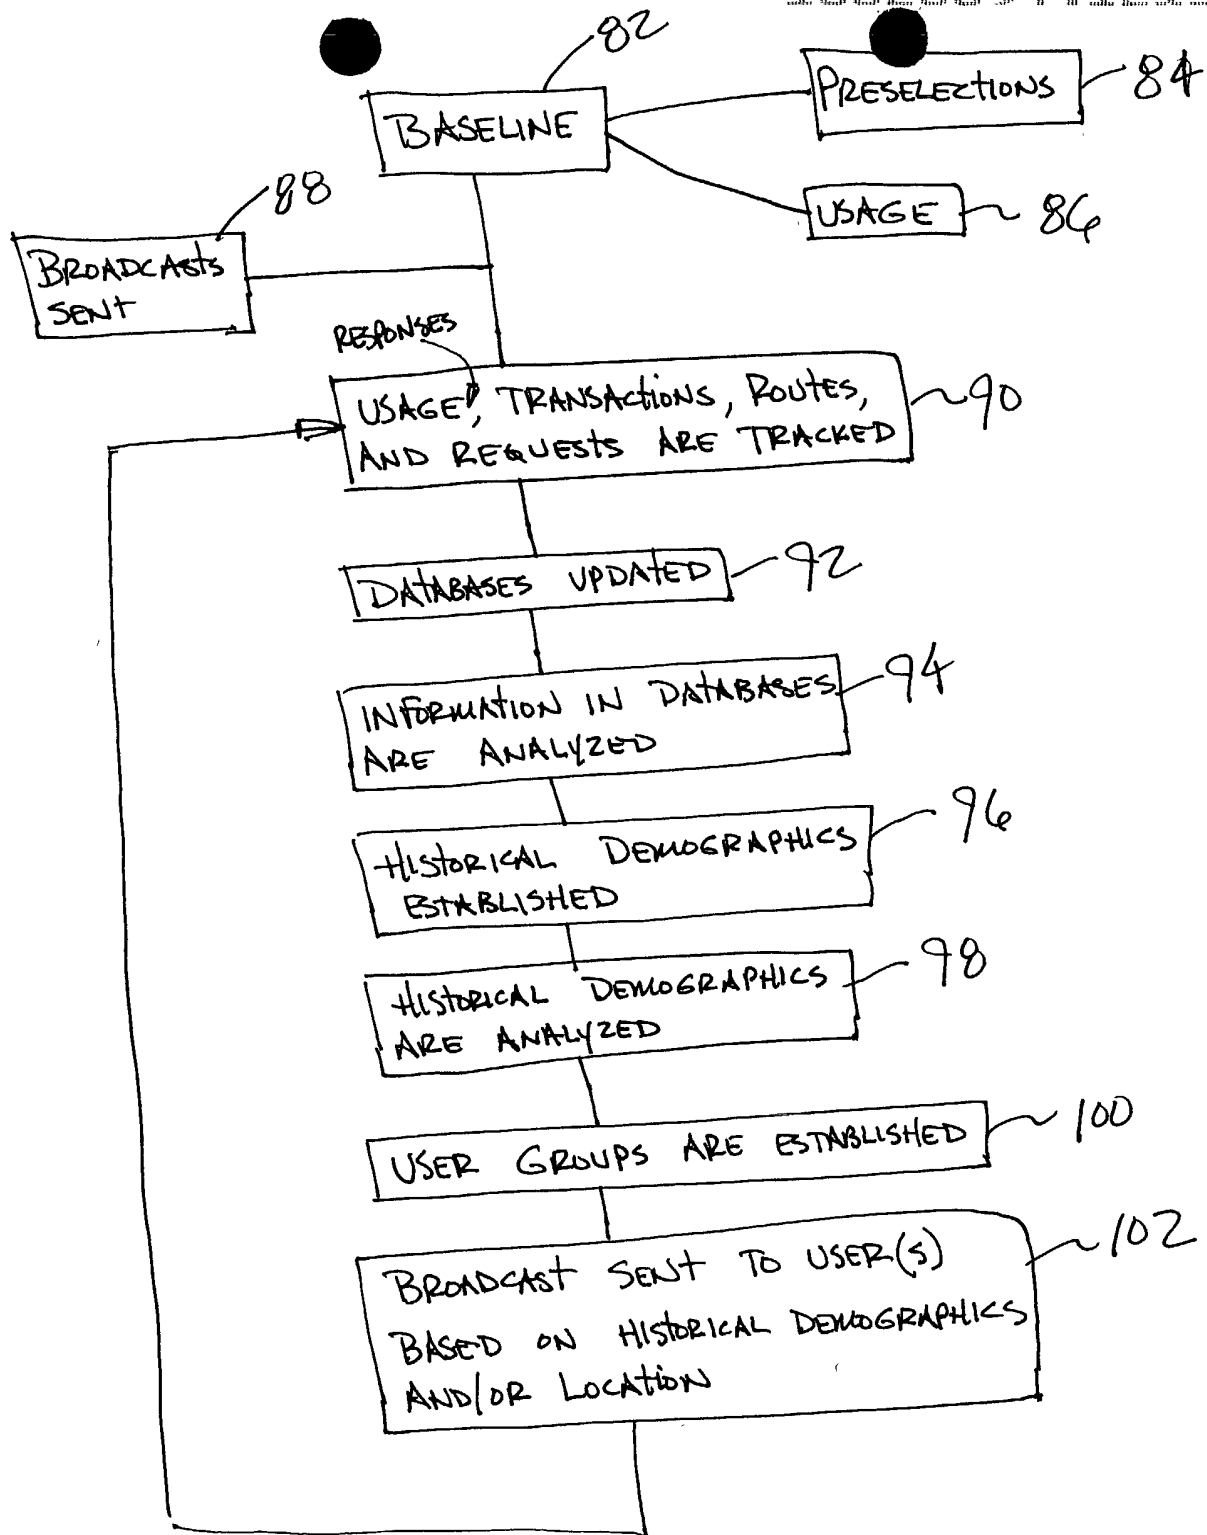 82
BASELINE
PRESELECTIONS
84
USAGE
86
88
BROADCASTS
SENT
RESPONSES
USAGE, TRANSACTIONS, ROUTES,
AND REQUESTS ARE TRACKED
90
DATABASES UPDATED
92
INFORMATION IN DATABASES
ARE ANALYZED
94
HISTORICAL DEMOGRAPHICS
ESTABLISHED
96
HISTORICAL DEMOGRAPHICS
ARE ANALYZED
98
USER GROUPS ARE ESTABLISHED
100
BROADCAST SENT TO USER(S)
BASED ON HISTORICAL DEMOGRAPHICS
AND/OR LOCATION
102